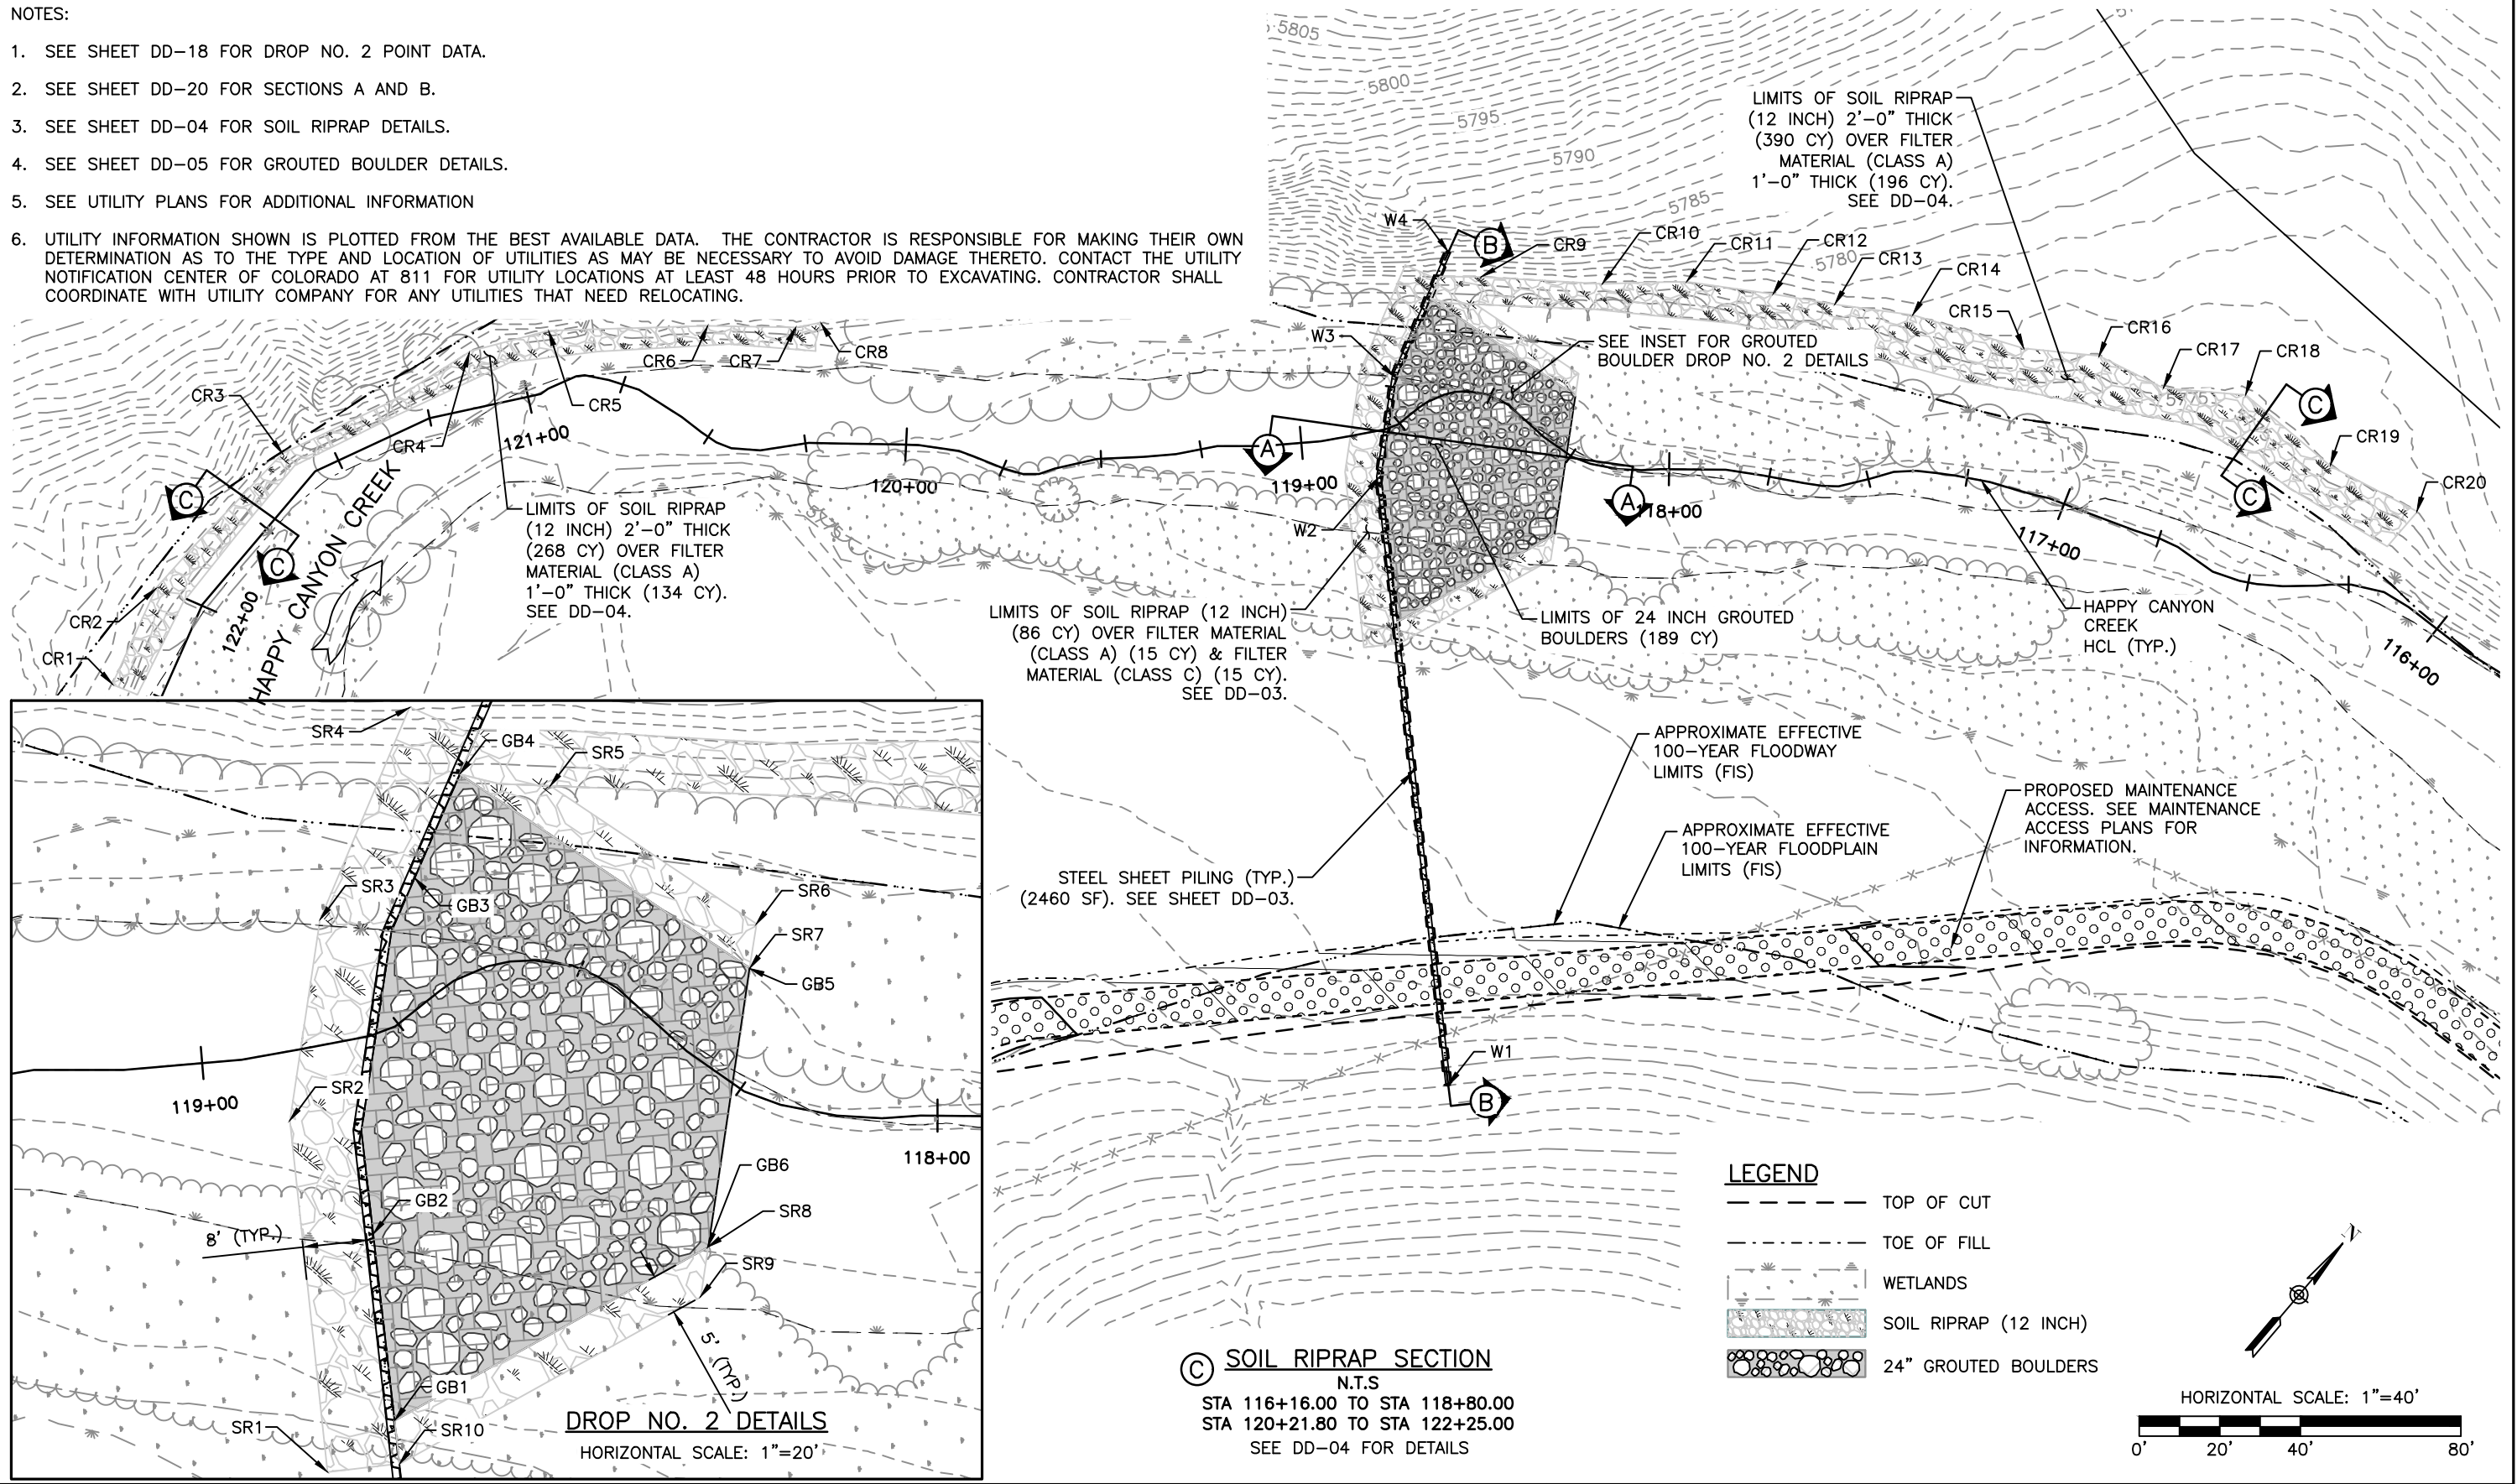 NOTES:
1. SEE SHEET DD-18 FOR DROP NO. 2 POINT DATA.
2. SEE SHEET DD-20 FOR SECTIONS A AND B.
3. SEE SHEET DD-04 FOR SOIL RIPRAP DETAILS.
4. SEE SHEET DD-05 FOR GROUTED BOULDER DETAILS.
5. SEE UTILITY PLANS FOR ADDITIONAL INFORMATION
6. UTILITY INFORMATION SHOWN IS PLOTTED FROM THE BEST AVAILABLE DATA. THE CONTRACTOR IS RESPONSIBLE FOR MAKING THEIR OWN
DETERMINATION AS TO THE TYPE AND LOCATION OF UTILITIES AS MAY BE NECESSARY TO AVOID DAMAGE THERETO. CONTACT THE UTILITY
NOTIFICATION CENTER OF COLORADO AT 811 FOR UTILITY LOCATIONS AT LEAST 48 HOURS PRIOR TO EXCAVATING. CONTRACTOR SHALL
COORDINATE WITH UTILITY COMPANY FOR ANY UTILITIES THAT NEED RELOCATING.
5805
5800
5795
5790
5785
5780
5775
LIMITS OF SOIL RIPRAP
(12 INCH) 2'-0" THICK
(390 CY) OVER FILTER
MATERIAL (CLASS A)
1'-0" THICK (196 CY).
SEE DD-04.
W4
B
CR9
CR10
CR11
CR12
CR13
CR14
CR15
CR16
CR17
CR18
CR19
CR20
C
C
W3
SEE INSET FOR GROUTED
BOULDER DROP NO. 2 DETAILS
CR3
CR4
CR5
CR6
CR7
CR8
C
C
CR2
CR1
122+00
HAPPY CANYON CREEK
121+00
120+00
5775
119+00
A
A
118+00
117+00
116+00
W2
LIMITS OF SOIL RIPRAP
(12 INCH) 2'-0" THICK
(268 CY) OVER FILTER
MATERIAL (CLASS A)
1'-0" THICK (134 CY).
SEE DD-04.
LIMITS OF SOIL RIPRAP (12 INCH)
(86 CY) OVER FILTER MATERIAL
(CLASS A) (15 CY) & FILTER
MATERIAL (CLASS C) (15 CY).
SEE DD-03.
LIMITS OF 24 INCH GROUTED
BOULDERS (189 CY)
HAPPY CANYON
CREEK
HCL (TYP.)
APPROXIMATE EFFECTIVE
100-YEAR FLOODWAY
LIMITS (FIS)
APPROXIMATE EFFECTIVE
100-YEAR FLOODPLAIN
LIMITS (FIS)
PROPOSED MAINTENANCE
ACCESS. SEE MAINTENANCE
ACCESS PLANS FOR
INFORMATION.
STEEL SHEET PILING (TYP.)
(2460 SF). SEE SHEET DD-03.
W1
B
SR4
GB4
SR5
SR3
GB3
SR6
SR7
GB5
SR2
119+00
118+00
GB6
GB2
SR8
8' (TYP.)
SR9
5' (TYP.)
GB1
SR1
SR10
DROP NO. 2 DETAILS
HORIZONTAL SCALE: 1"=20'
C SOIL RIPRAP SECTION
N.T.S
STA 116+16.00 TO STA 118+80.00
STA 120+21.80 TO STA 122+25.00
SEE DD-04 FOR DETAILS
LEGEND
TOP OF CUT
TOE OF FILL
WETLANDS
SOIL RIPRAP (12 INCH)
24" GROUTED BOULDERS
N
HORIZONTAL SCALE: 1"=40'
0' 20' 40' 80'